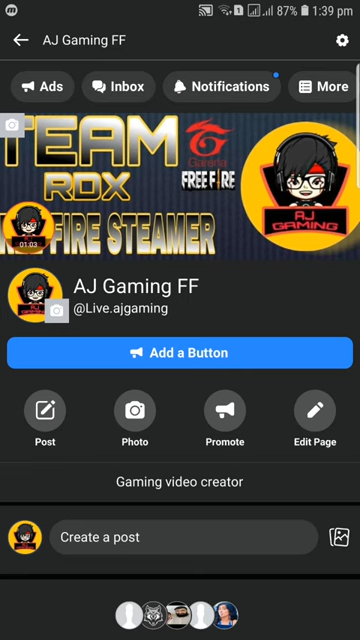 87% 1:39 pm
AJ Gaming FF
Ads Inbox Notifications More
TEAM
RDX
Garena
FREE FIRE
FIRE STEAMER
AJ
GAMING
01:03
AJ Gaming FF
@Live.ajgaming
Add a Button
Post Photo Promote Edit Page
Gaming video creator
Create a post